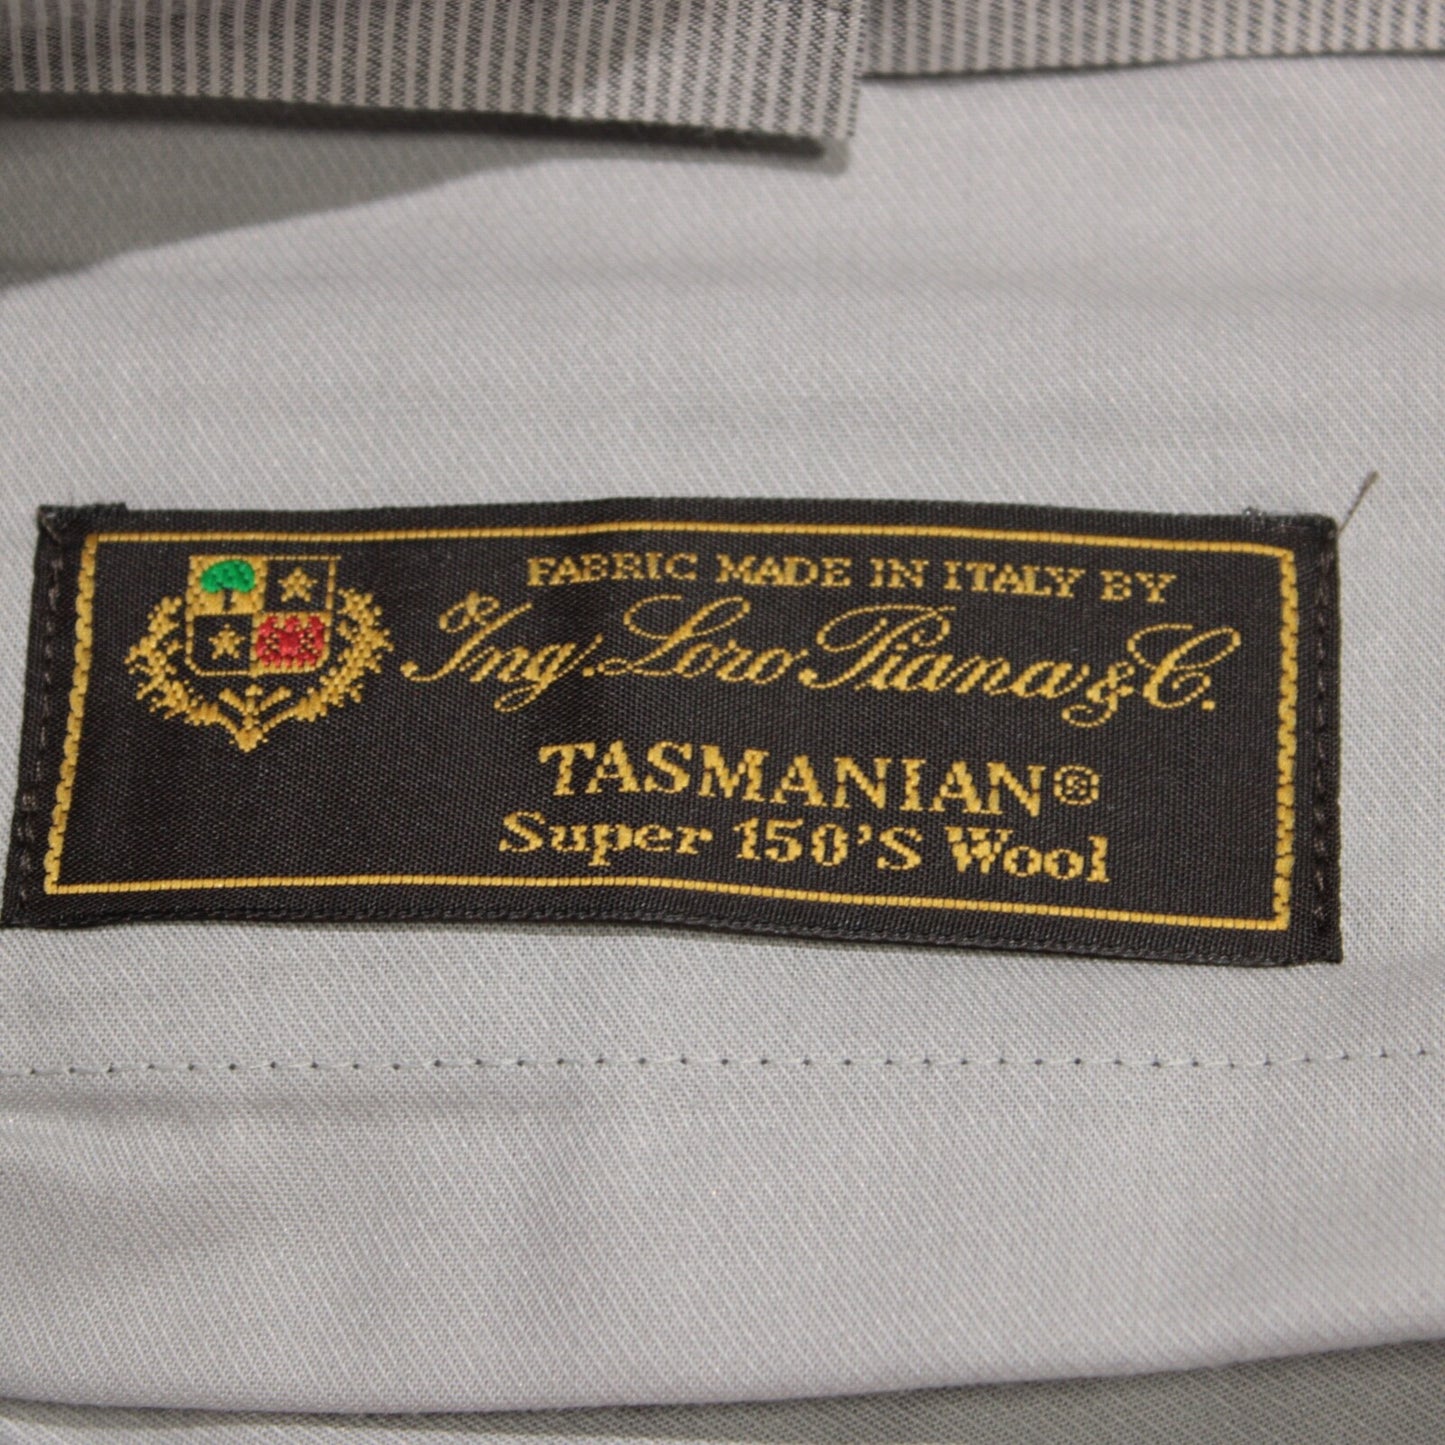 FABRIC MADE IN ITALY BY
Ing. Loro Piana & C.
TASMANIAN®
Super 150'S Wool